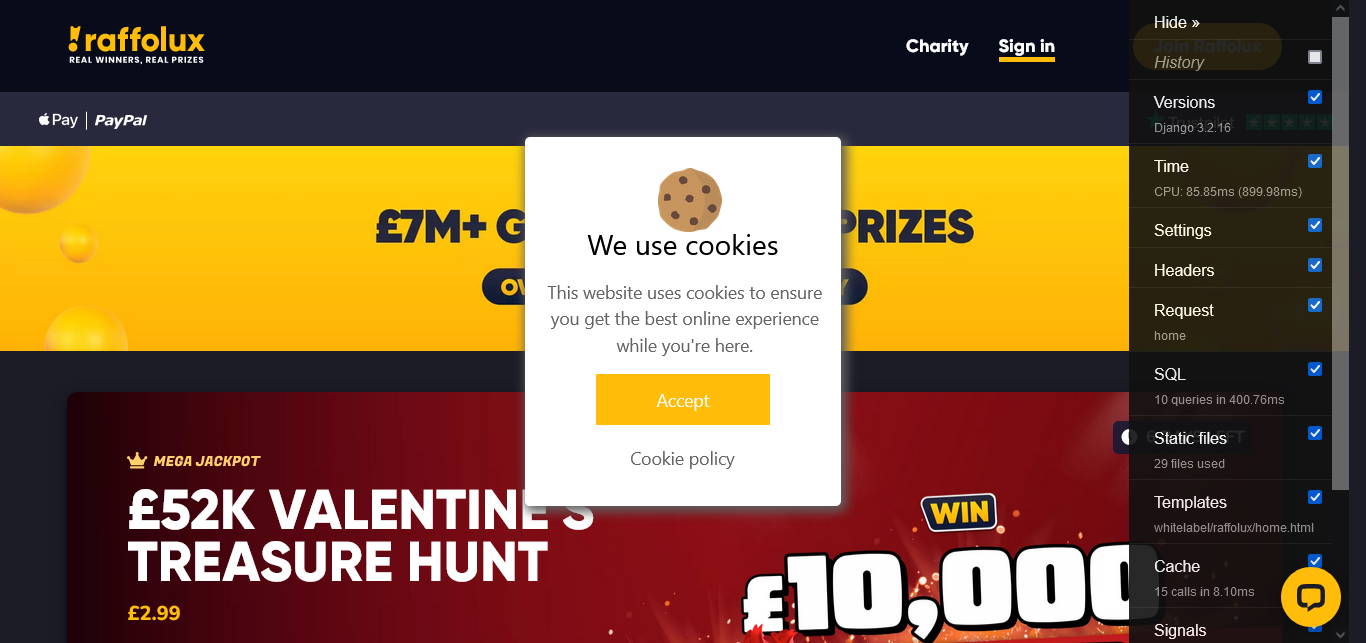 raffolux
REAL WINNERS, REAL PRIZES
Charity
Sign in
Join Raffolux
Pay
PayPal
Trustpilot
£7M+ G
PRIZES
We use cookies
This website uses cookies to ensure
you get the best online experience
while you're here.
Accept
Cookie policy
MEGA JACKPOT
£52K VALENTINE'S
TREASURE HUNT
£2.99
WIN
£10,000
Hide »
History
Versions
Django 3.2.16
Time
CPU: 85.85ms (899.98ms)
Settings
Headers
Request
home
SQL
10 queries in 400.76ms
Static files
29 files used
Templates
whitelabel/raffolux/home.html
Cache
15 calls in 8.10ms
Signals